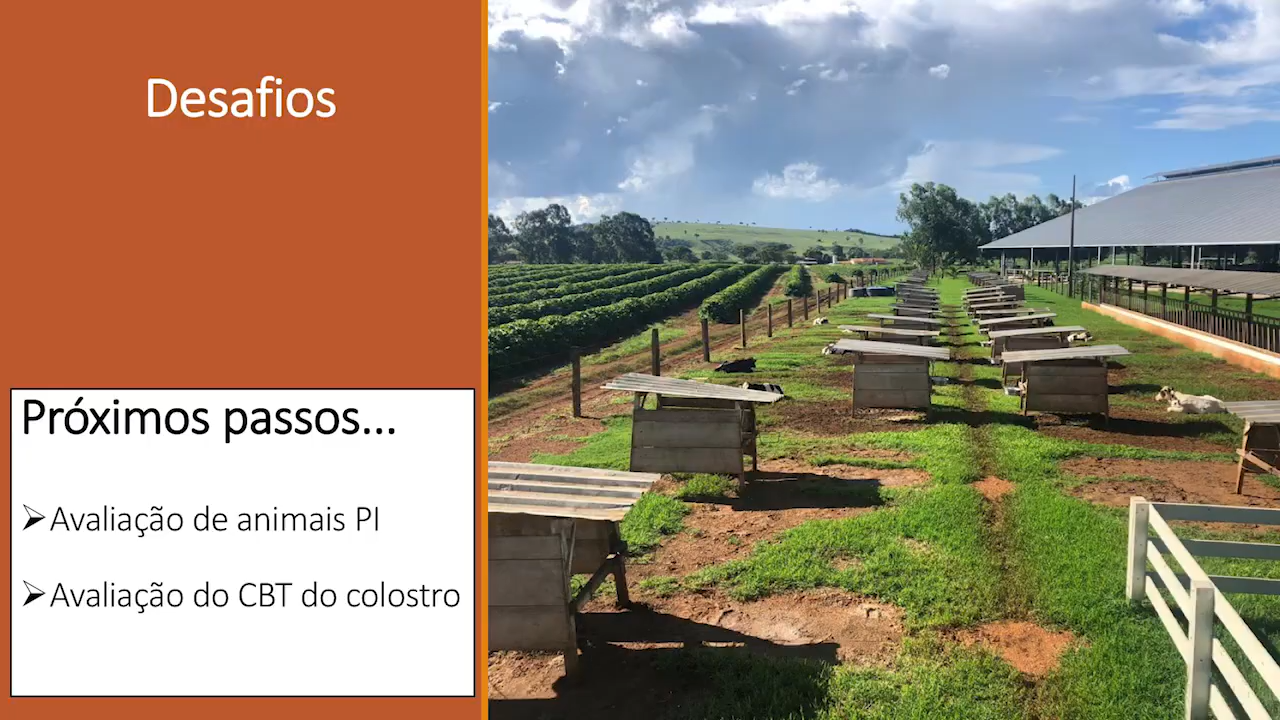 Desafios
Próximos passos...
Avaliação de animais PI
Avaliação do CBT do colostro